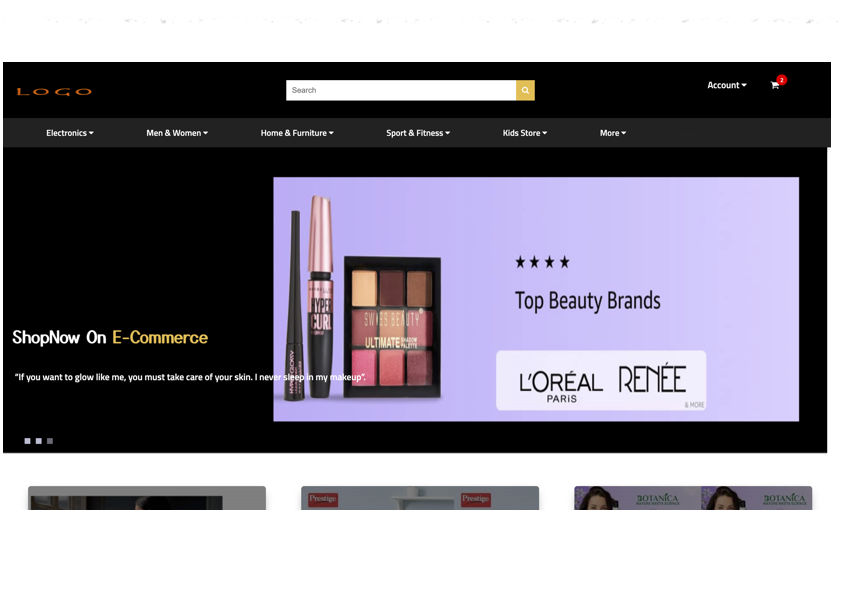 LOGO
Search
Account
2
Electronics
Men & Women
Home & Furniture
Sport & Fitness
Kids Store
More
Top Beauty Brands
HYPER
CURL
SWISS BEAUTY
ULTIMATE SHADOW PALETTE
ShopNow On E-Commerce
“If you want to glow like me, you must take care of your skin. I never sleep in my makeup”.
L'ORÉAL
PARIS
RENÉE
& MORE
Prestige
Prestige
BOTANICA
BOTANICA